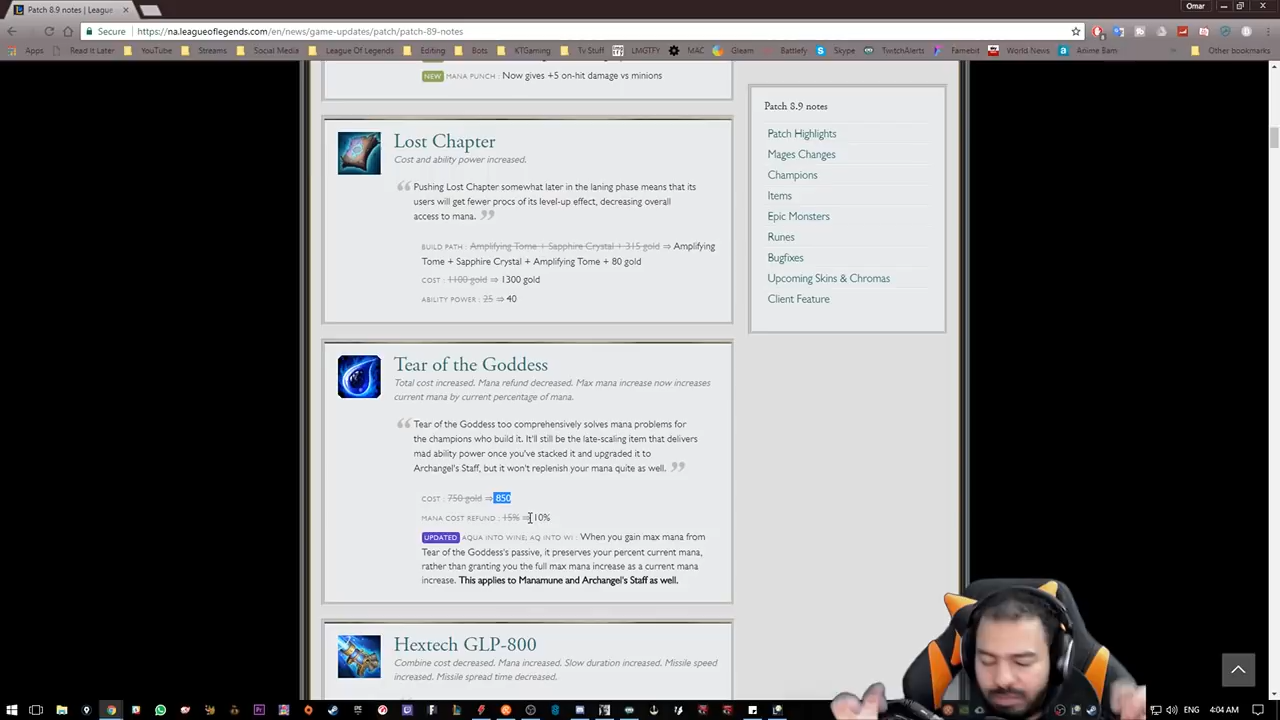 Patch 8.9 notes | League
Omar
Secure
https://na.leagueoflegends.com/en/news/game-updates/patch/patch-89-notes
Apps
Read It Later
YouTube
Streams
Social Media
League Of Legends
Editing
Bots
KTGaming
Tv Stuff
LMGTFY
MAC
Gleam
Battlefy
Skype
TwitchAlerts
Famebit
World News
Anime Bam
Other bookmarks
NEW MANA PUNCH : Now gives +5 on-hit damage vs minions
Lost Chapter
Cost and ability power increased.
Pushing Lost Chapter somewhat later in the laning phase means that its
users will get fewer procs of its level-up effect, decreasing overall
access to mana.
BUILD PATH : Amplifying Tome + Sapphire Crystal + 315 gold ⇒ Amplifying
Tome + Sapphire Crystal + Amplifying Tome + 80 gold
COST : 1100 gold ⇒ 1300 gold
ABILITY POWER : 25 ⇒ 40
Tear of the Goddess
Total cost increased. Mana refund decreased. Max mana increase now increases
current mana by current percentage of mana.
Tear of the Goddess too comprehensively solves mana problems for
the champions who build it. It'll still be the late-scaling item that delivers
mad ability power once you've stacked it and upgraded it to
Archangel's Staff, but it won't replenish your mana quite as well.
COST : 750 gold ⇒ 850
MANA COST REFUND : 15% ⇒ 10%
UPDATED AQUA INTO WINE, AQ INTO WI : When you gain max mana from
Tear of the Goddess's passive, it preserves your percent current mana,
rather than granting you the full max mana increase as a current mana
increase. This applies to Manamune and Archangel's Staff as well.
Hextech GLP-800
Combine cost decreased. Mana increased. Slow duration increased. Missile speed
increased. Missile spread time decreased.
Patch 8.9 notes
Patch Highlights
Mages Changes
Champions
Items
Epic Monsters
Runes
Bugfixes
Upcoming Skins & Chromas
Client Feature
4:04 AM